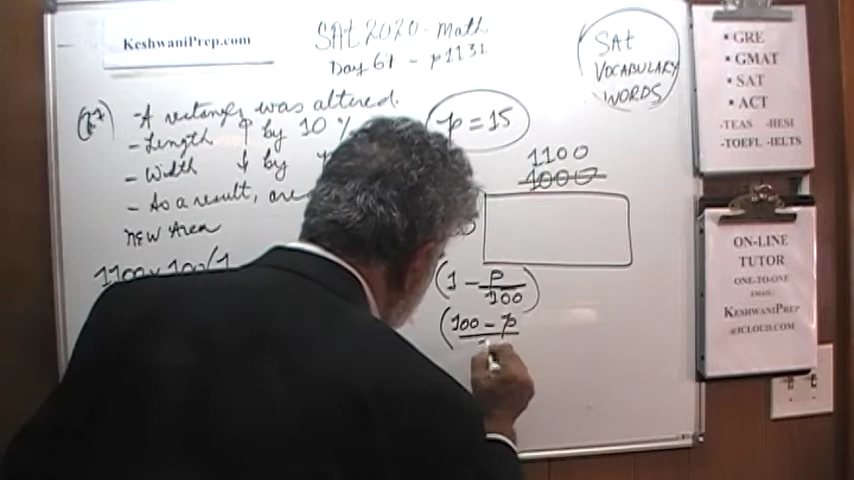 KeshwaniPrep.com
SAt 2020 - Math
Day 61 - p1131
SAt
VOCABULARY
WORDS
- A rectangle was altered.
- Length ↑ by 10 %
- Width ↓ by
- As a result,
NEW Area
1100 x 100(1
p = 15
1100
1000
(1 - p/100)
(100 - p
• GRE
• GMAT
• SAT
• ACT
-TEAS -HESI
-TOEFL -IELTS
ON-LINE
TUTOR
ONE-TO-ONE
EMAIL:
KESHWANIPREP
@ICLOUD.COM